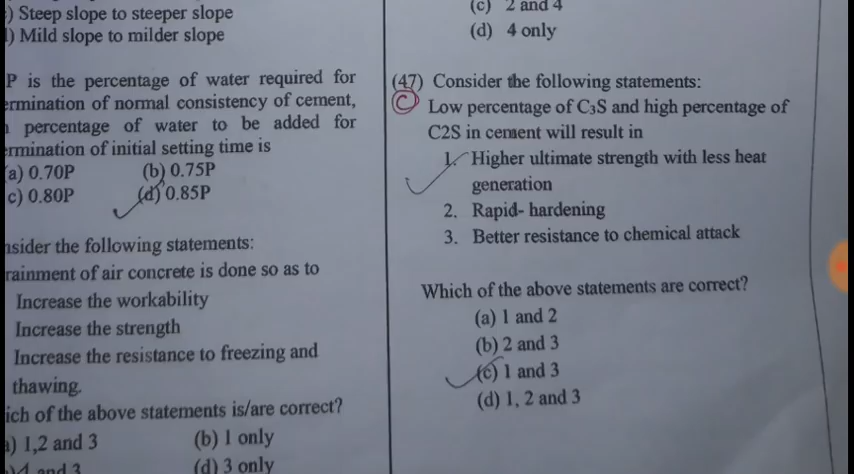 ) Steep slope to steeper slope
) Mild slope to milder slope
P is the percentage of water required for
ermination of normal consistency of cement,
percentage of water to be added for
ermination of initial setting time is
a) 0.70P (b) 0.75P
c) 0.80P (d) 0.85P
nsider the following statements:
rainment of air concrete is done so as to
Increase the workability
Increase the strength
Increase the resistance to freezing and
thawing.
ich of the above statements is/are correct?
) 1,2 and 3 (b) 1 only
and 3 (d) 3 only
(c) 2 and 4
(d) 4 only
(47) Consider the following statements:
C Low percentage of C₃S and high percentage of
C2S in cement will result in
1. Higher ultimate strength with less heat
generation
2. Rapid- hardening
3. Better resistance to chemical attack
Which of the above statements are correct?
(a) 1 and 2
(b) 2 and 3
(c) 1 and 3
(d) 1, 2 and 3